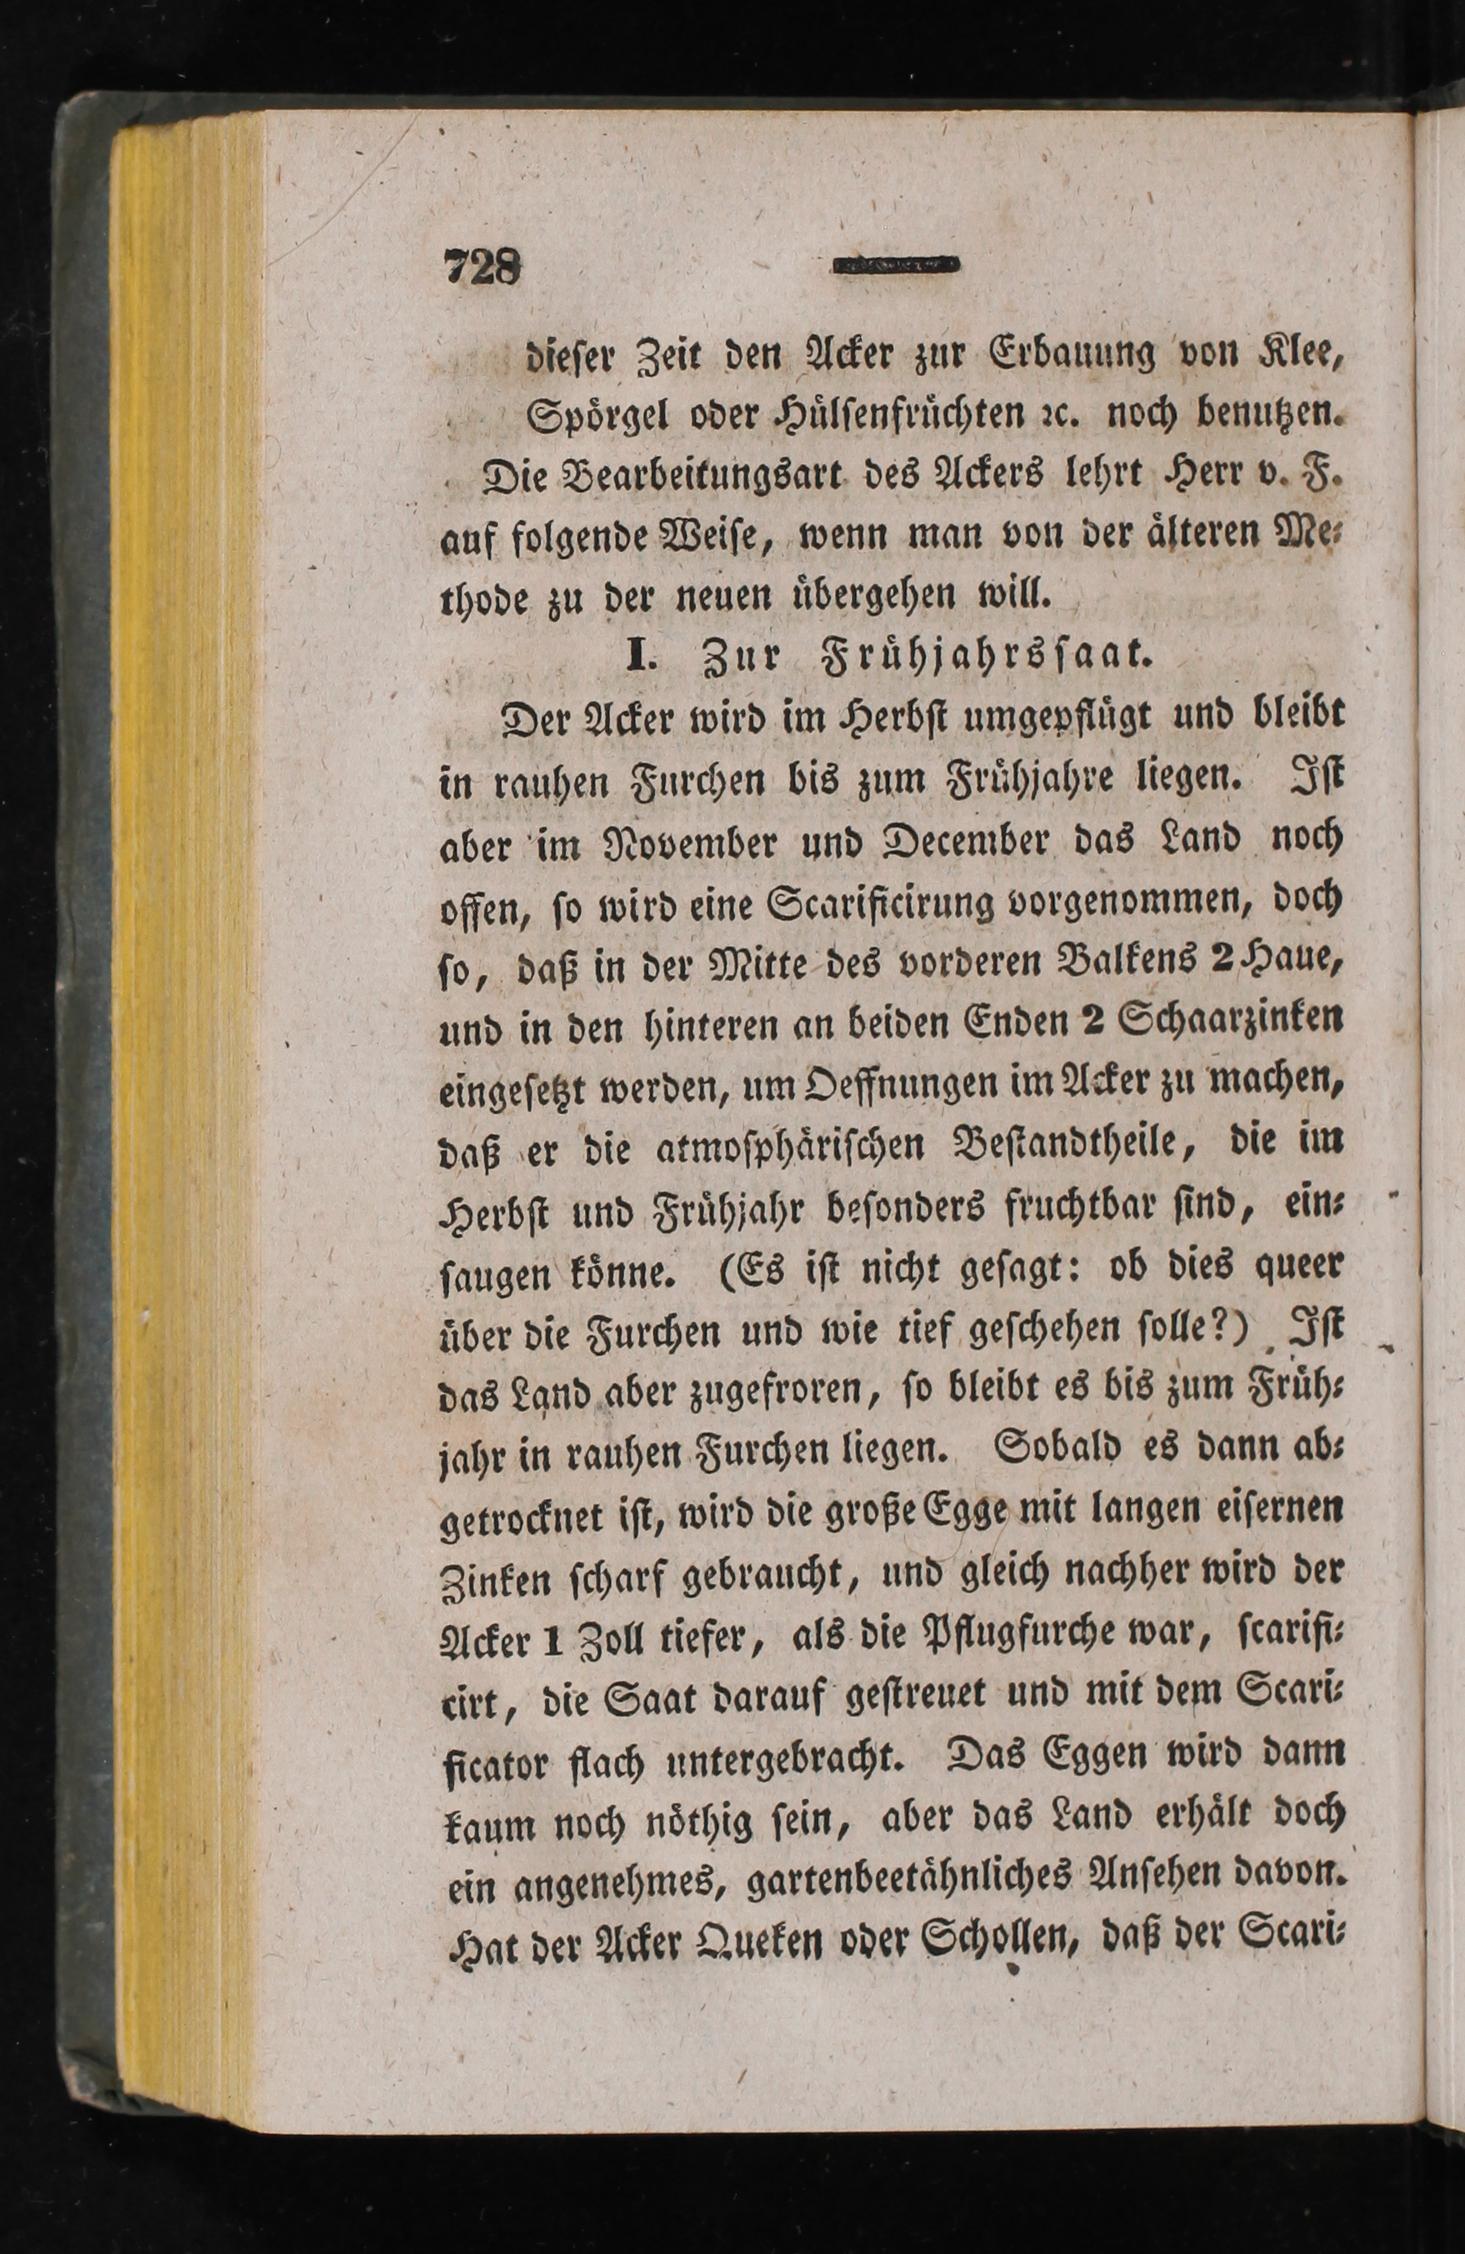 728
dieser Zeit den Acker zur Erbauung von Klee,
Spörgel oder Hülsenfrüchten ꝛc. noch benutzen.
Die Bearbeitungsart des Ackers lehrt Herr v. F.
auf folgende Weise, wenn man von der älteren Me⸗
thode zu der neuen übergehen will.
I. Zur Frühjahrssaat.
Der Acker wird im Herbst umgepflügt und bleibt
in rauhen Furchen bis zum Frühjahre liegen. Ist
aber im November und December das Land noch
offen, so wird eine Scarificirung vorgenommen, doch
so, daß in der Mitte des vorderen Balkens 2 Haue,
und in den hinteren an beiden Enden 2 Schaarzinken
eingesetzt werden, um Oeffnungen im Acker zu machen,
daß er die atmosphärischen Bestandtheile, die im
Herbst und Frühjahr besonders fruchtbar sind, ein⸗
saugen könne. (Es ist nicht gesagt: ob dies queer
über die Furchen und wie tief geschehen solle?) Ist
das Land aber zugefroren, so bleibt es bis zum Früh⸗
jahr in rauhen Furchen liegen. Sobald es dann ab⸗
getrocknet ist, wird die große Egge mit langen eisernen
Zinken scharf gebraucht, und gleich nachher wird der
Acker 1 Zoll tiefer, als die Pflugfurche war, scarifi⸗
cirt, die Saat darauf gestreuet und mit dem Scari⸗
ficator flach untergebracht. Das Eggen wird dann
kaum noch nöthig sein, aber das Land erhält doch
ein angenehmes, gartenbeetähnliches Ansehen davon.
Hat der Acker Queken oder Schollen, daß der Scari⸗